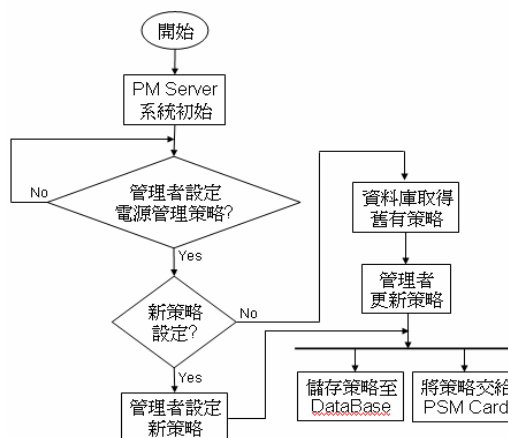 開始
PM Server
系統初始
管理者設定
電源管理策略?
No
Yes
新策略
設定?
No
Yes
管理者設定
新策略
資料庫取得
舊有策略
管理者
更新策略
儲存策略至
DataBase
將策略交給
PSM Card